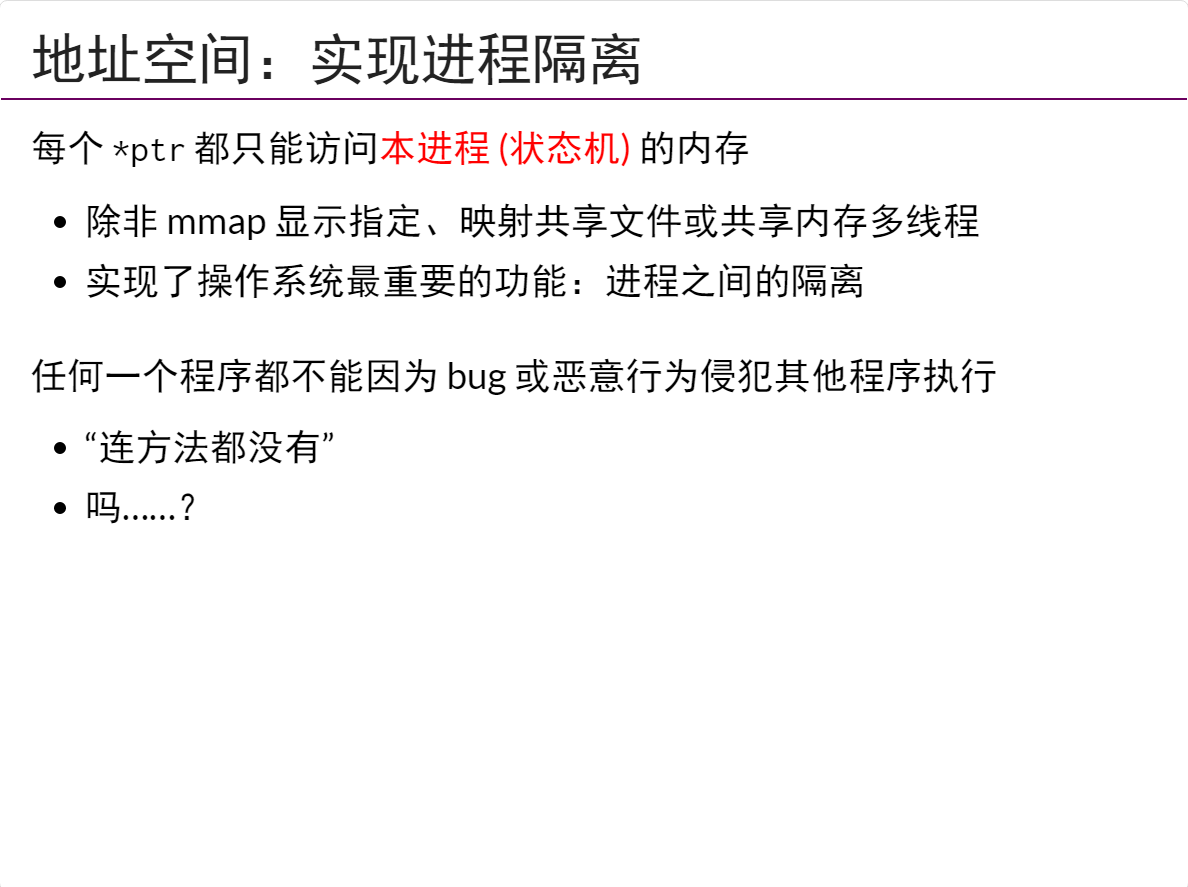 地址空间：实现进程隔离
每个 *ptr 都只能访问本进程 (状态机) 的内存
除非 mmap 显示指定、映射共享文件或共享内存多线程
实现了操作系统最重要的功能：进程之间的隔离
任何一个程序都不能因为 bug 或恶意行为侵犯其他程序执行
“连方法都没有”
吗……？